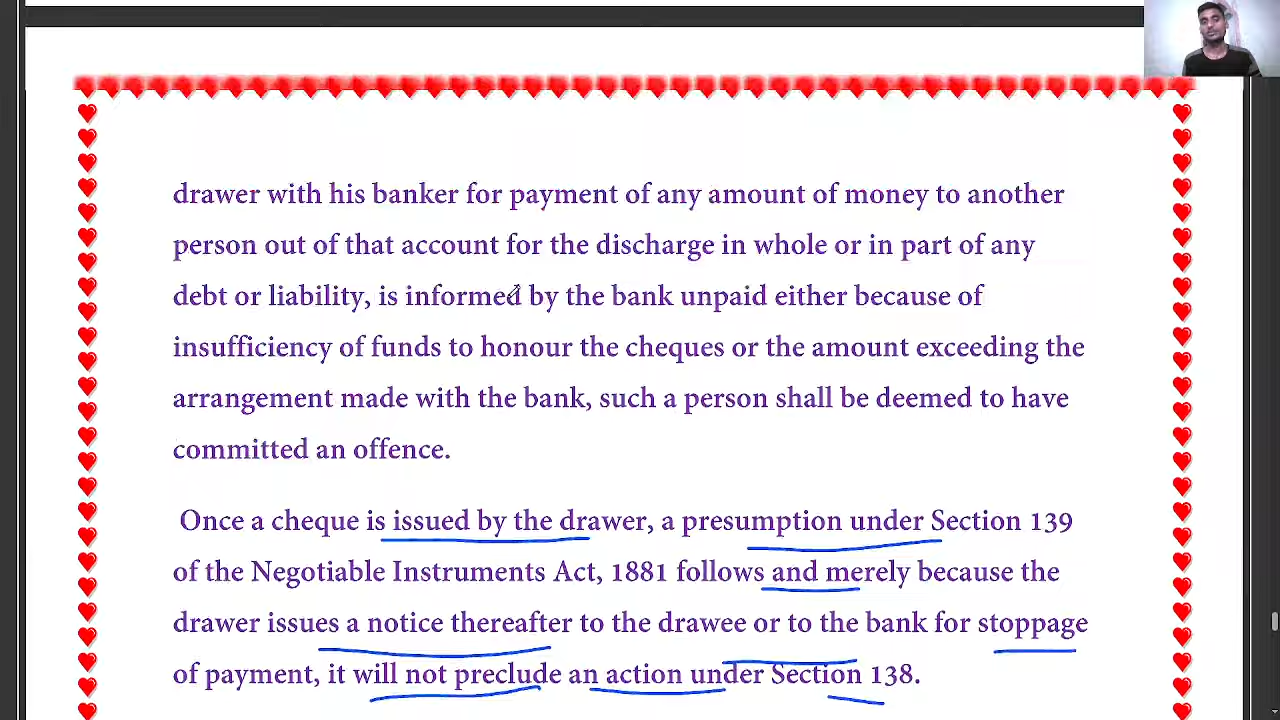 drawer with his banker for payment of any amount of money to another
person out of that account for the discharge in whole or in part of any
debt or liability, is informed by the bank unpaid either because of
insufficiency of funds to honour the cheques or the amount exceeding the
arrangement made with the bank, such a person shall be deemed to have
committed an offence.
Once a cheque is issued by the drawer, a presumption under Section 139
of the Negotiable Instruments Act, 1881 follows and merely because the
drawer issues a notice thereafter to the drawee or to the bank for stoppage
of payment, it will not preclude an action under Section 138.